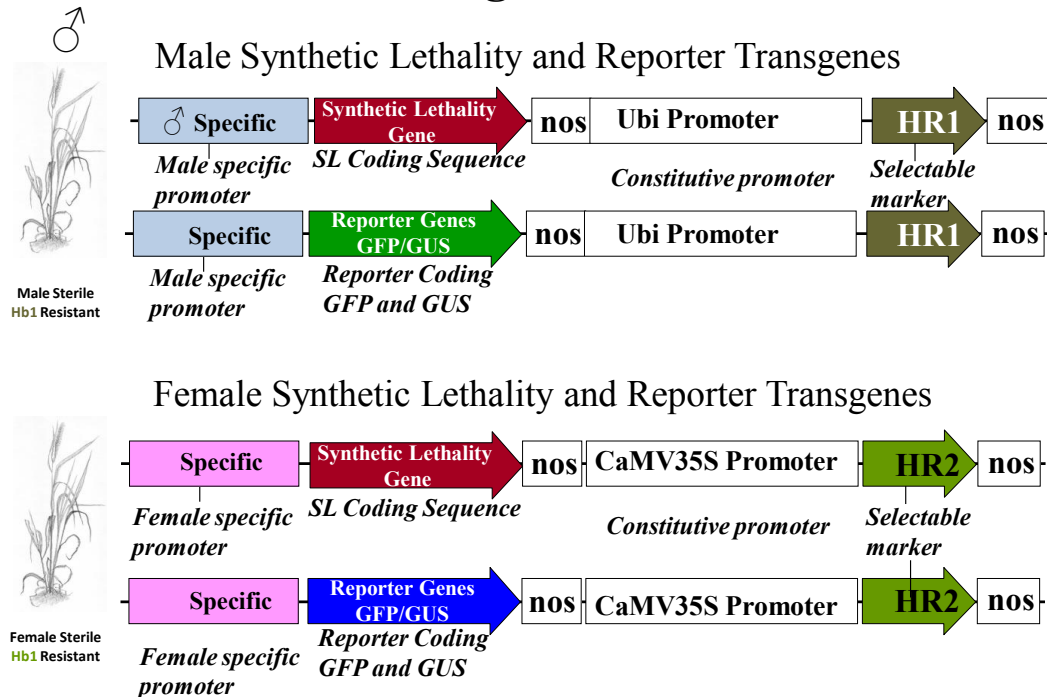 ♂
Male Synthetic Lethality and Reporter Transgenes
♂ Specific
Synthetic Lethality
Gene
nos
Ubi Promoter
HR1
nos
Male specific
promoter
SL Coding Sequence
Constitutive promoter
Selectable
marker
Specific
Reporter Genes
GFP/GUS
nos
Ubi Promoter
HR1
nos
Male specific
promoter
Reporter Coding
GFP and GUS
Male Sterile
Hb1 Resistant
Female Synthetic Lethality and Reporter Transgenes
Specific
Synthetic Lethality
Gene
nos
CaMV35S Promoter
HR2
nos
Female specific
promoter
SL Coding Sequence
Constitutive promoter
Selectable
marker
Specific
Reporter Genes
GFP/GUS
nos
CaMV35S Promoter
HR2
nos
Female specific
promoter
Reporter Coding
GFP and GUS
Female Sterile
Hb1 Resistant